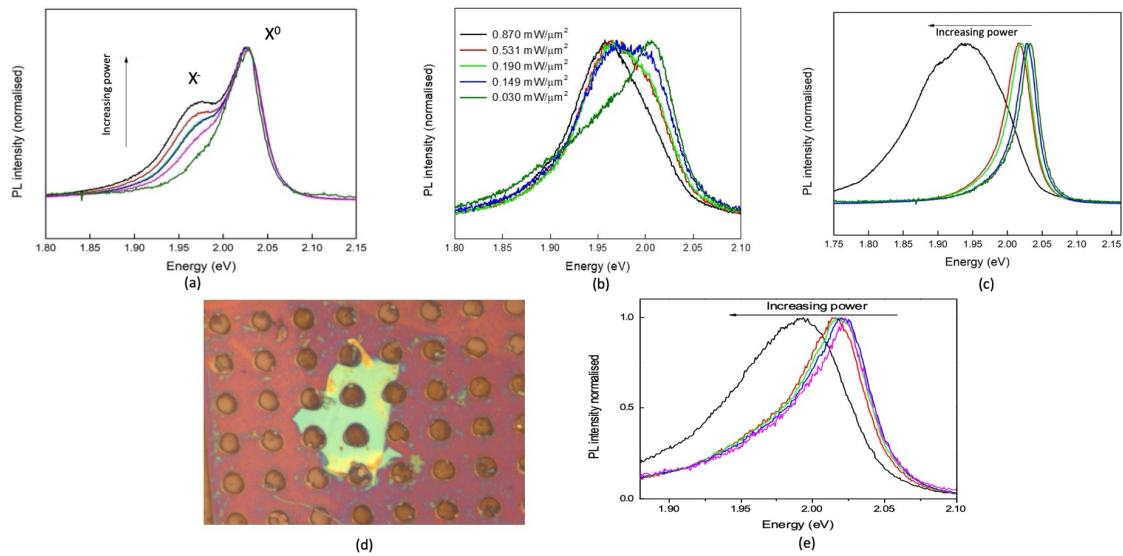 X⁰
X⁻
Increasing power
PL intensity (normalised)
1.80 1.85 1.90 1.95 2.00 2.05 2.10 2.15
Energy (eV)
(a)
0.870 mW/μm²
0.531 mW/μm²
0.190 mW/μm²
0.149 mW/μm²
0.030 mW/μm²
PL intensity (normalised)
1.80 1.85 1.90 1.95 2.00 2.05 2.10
Energy (eV)
(b)
Increasing power
PL intensity (normalised)
1.75 1.80 1.85 1.90 1.95 2.00 2.05 2.10 2.15
Energy (eV)
(c)
(d)
Increasing power
1.0
0.5
0.0
PL intensity normalised
1.90 1.95 2.00 2.05 2.10
Energy (eV)
(e)